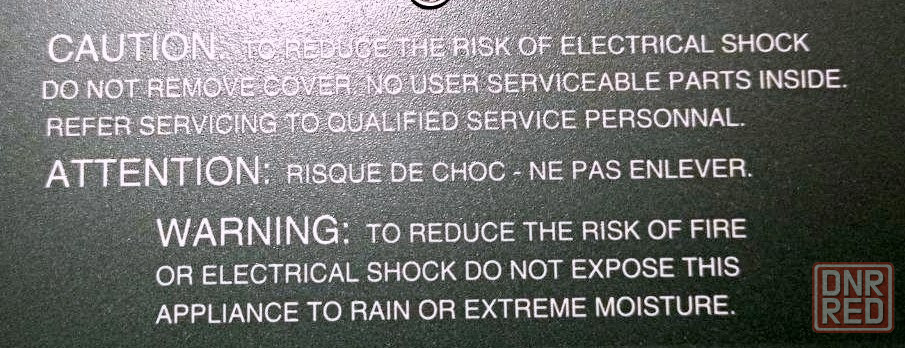 CAUTION: TO REDUCE THE RISK OF ELECTRICAL SHOCK
DO NOT REMOVE COVER. NO USER SERVICEABLE PARTS INSIDE.
REFER SERVICING TO QUALIFIED SERVICE PERSONNAL.
ATTENTION: RISQUE DE CHOC - NE PAS ENLEVER.
WARNING: TO REDUCE THE RISK OF FIRE
OR ELECTRICAL SHOCK DO NOT EXPOSE THIS
APPLIANCE TO RAIN OR EXTREME MOISTURE.
DNR
RED